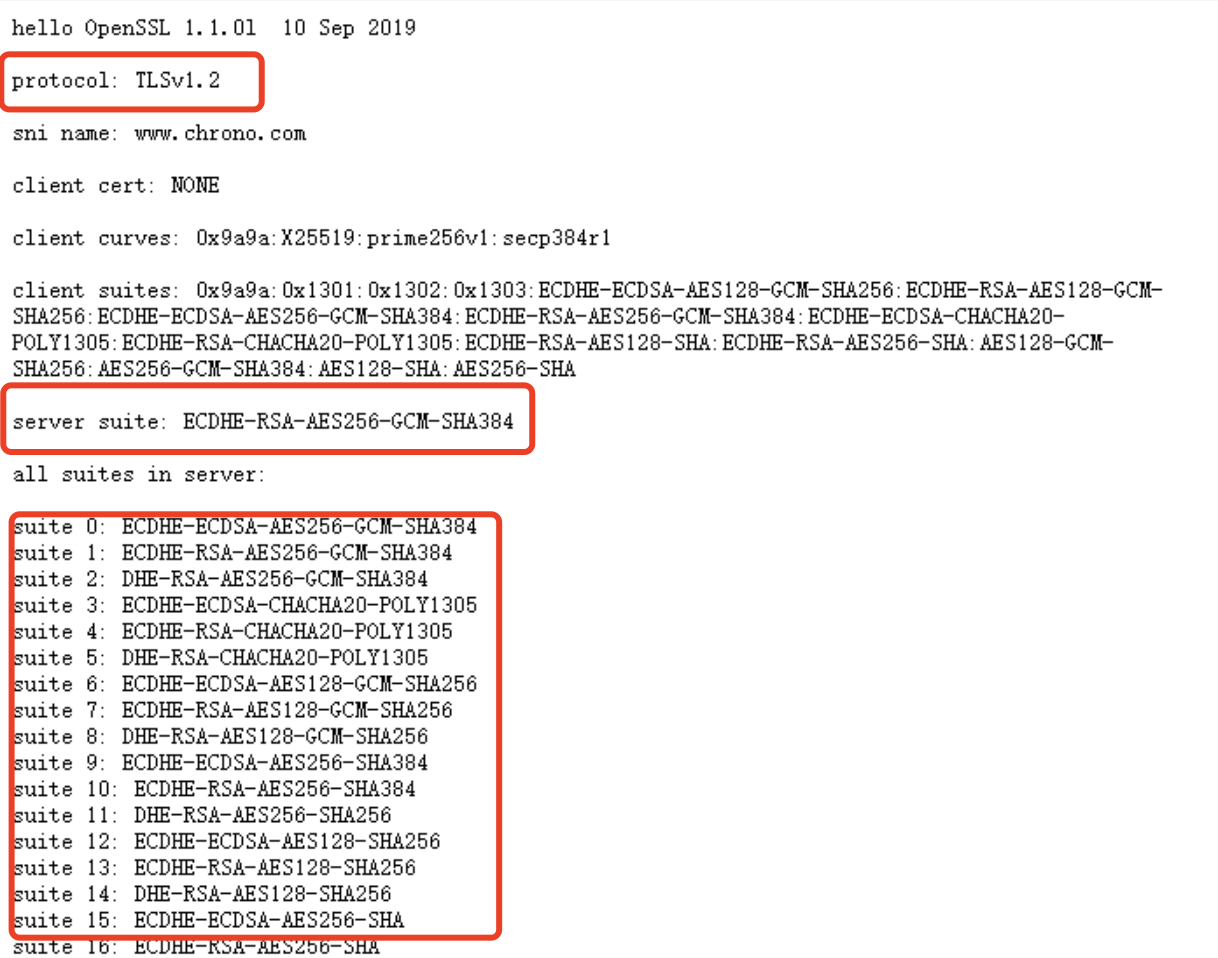 hello OpenSSL 1.1.0l  10 Sep 2019
protocol: TLSv1.2
sni name: www.chrono.com
client cert: NONE
client curves: 0x9a9a:X25519:prime256v1:secp384r1
client suites: 0x9a9a:0x1301:0x1302:0x1303:ECDHE-ECDSA-AES128-GCM-SHA256:ECDHE-RSA-AES128-GCM-
SHA256:ECDHE-ECDSA-AES256-GCM-SHA384:ECDHE-RSA-AES256-GCM-SHA384:ECDHE-ECDSA-CHACHA20-
POLY1305:ECDHE-RSA-CHACHA20-POLY1305:ECDHE-RSA-AES128-SHA:ECDHE-RSA-AES256-SHA:AES128-GCM-
SHA256:AES256-GCM-SHA384:AES128-SHA:AES256-SHA
server suite: ECDHE-RSA-AES256-GCM-SHA384
all suites in server:
suite 0: ECDHE-ECDSA-AES256-GCM-SHA384
suite 1: ECDHE-RSA-AES256-GCM-SHA384
suite 2: DHE-RSA-AES256-GCM-SHA384
suite 3: ECDHE-ECDSA-CHACHA20-POLY1305
suite 4: ECDHE-RSA-CHACHA20-POLY1305
suite 5: DHE-RSA-CHACHA20-POLY1305
suite 6: ECDHE-ECDSA-AES128-GCM-SHA256
suite 7: ECDHE-RSA-AES128-GCM-SHA256
suite 8: DHE-RSA-AES128-GCM-SHA256
suite 9: ECDHE-ECDSA-AES256-SHA384
suite 10: ECDHE-RSA-AES256-SHA384
suite 11: DHE-RSA-AES256-SHA256
suite 12: ECDHE-ECDSA-AES128-SHA256
suite 13: ECDHE-RSA-AES128-SHA256
suite 14: DHE-RSA-AES128-SHA256
suite 15: ECDHE-ECDSA-AES256-SHA
suite 16: ECDHE-RSA-AES256-SHA